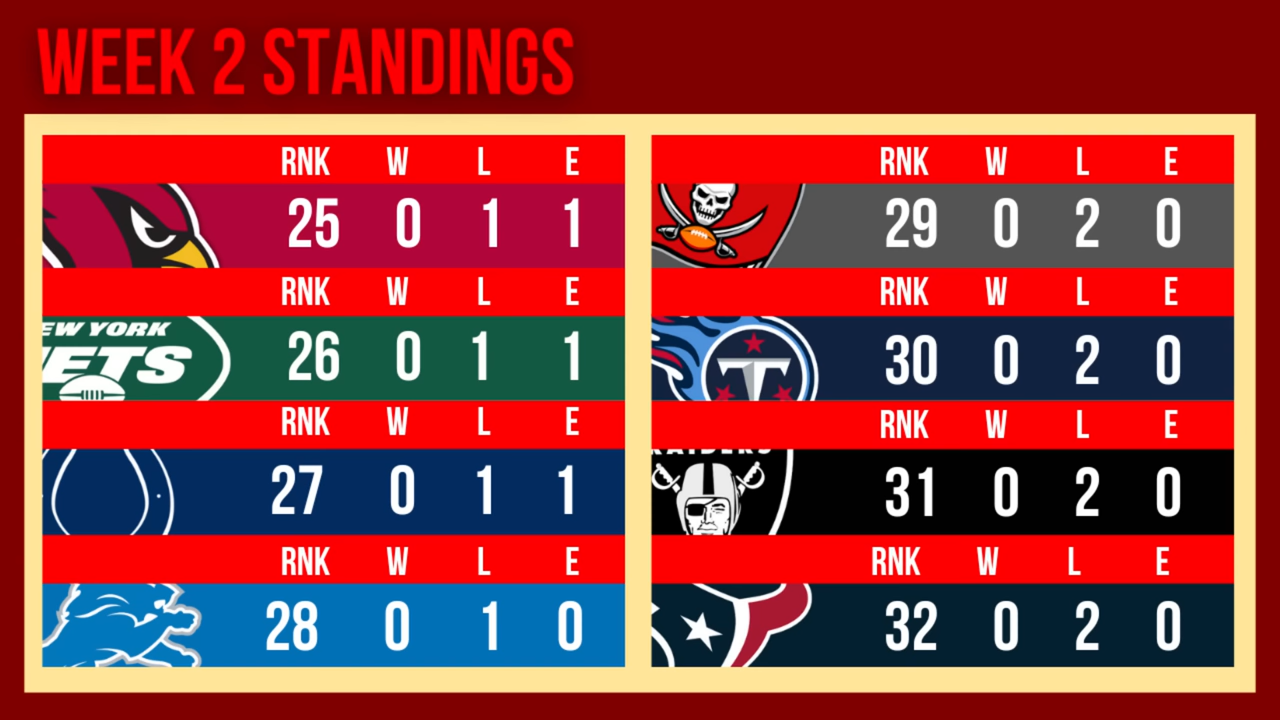 WEEK 2 STANDINGS
RNK W L E
25 0 1 1
RNK W L E
EW YORK
ETS
26 0 1 1
RNK W L E
27 0 1 1
RNK W L E
28 0 1 0
RNK W L E
29 0 2 0
RNK W L E
T
30 0 2 0
RNK W L E
RAIDERS
31 0 2 0
RNK W L E
32 0 2 0